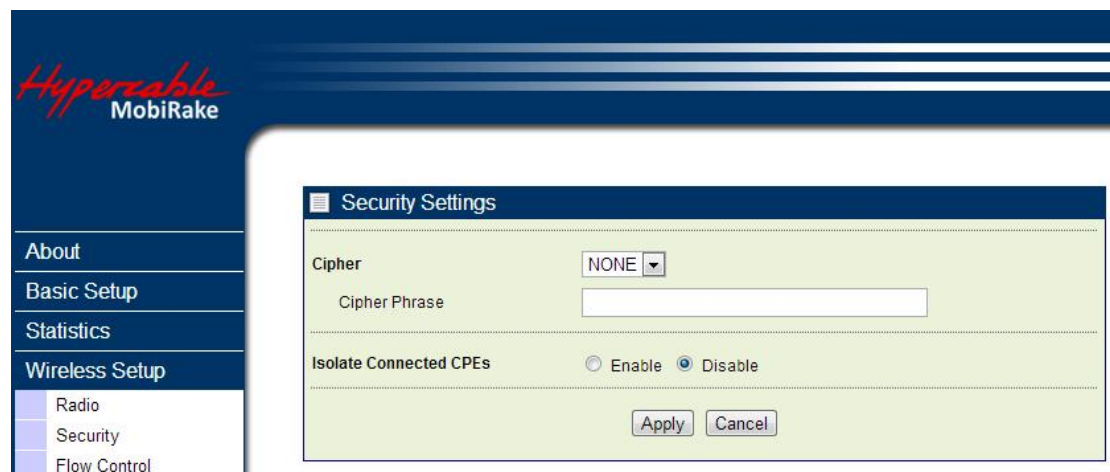 Hypercable
MobiRake
About
Basic Setup
Statistics
Wireless Setup
Radio
Security
Flow Control
Security Settings
Cipher
NONE
Cipher Phrase
Isolate Connected CPEs
Enable Disable
Apply Cancel